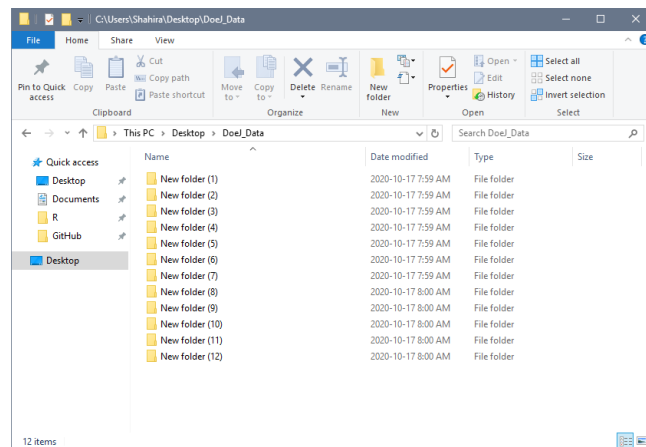 C:\Users\Shahira\Desktop\DoeJ_Data
File Home Share View
Pin to Quick access
Copy
Paste
Cut
Copy path
Paste shortcut
Clipboard
Move to
Copy to
Delete
Rename
Organize
New folder
New
Properties
Open
Edit
History
Open
Select all
Select none
Invert selection
Select
This PC > Desktop > DoeJ_Data
Search DoeJ_Data
Quick access
Desktop
Documents
R
GitHub
Desktop
Name Date modified Type Size
New folder (1) 2020-10-17 7:59 AM File folder
New folder (2) 2020-10-17 7:59 AM File folder
New folder (3) 2020-10-17 7:59 AM File folder
New folder (4) 2020-10-17 7:59 AM File folder
New folder (5) 2020-10-17 7:59 AM File folder
New folder (6) 2020-10-17 7:59 AM File folder
New folder (7) 2020-10-17 7:59 AM File folder
New folder (8) 2020-10-17 8:00 AM File folder
New folder (9) 2020-10-17 8:00 AM File folder
New folder (10) 2020-10-17 8:00 AM File folder
New folder (11) 2020-10-17 8:00 AM File folder
New folder (12) 2020-10-17 8:00 AM File folder
12 items